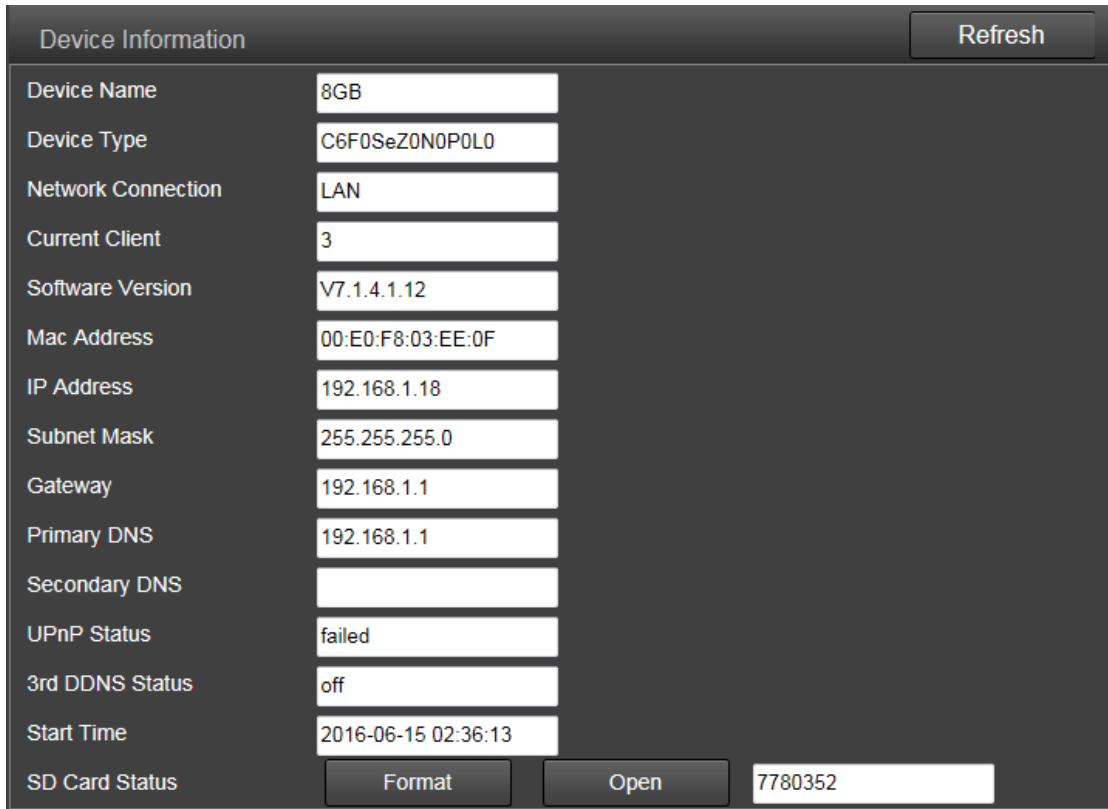 Device Information Refresh
Device Name 8GB
Device Type C6F0SeZ0N0P0L0
Network Connection LAN
Current Client 3
Software Version V7.1.4.1.12
Mac Address 00:E0:F8:03:EE:0F
IP Address 192.168.1.18
Subnet Mask 255.255.255.0
Gateway 192.168.1.1
Primary DNS 192.168.1.1
Secondary DNS
UPnP Status failed
3rd DDNS Status off
Start Time 2016-06-15 02:36:13
SD Card Status Format Open 7780352